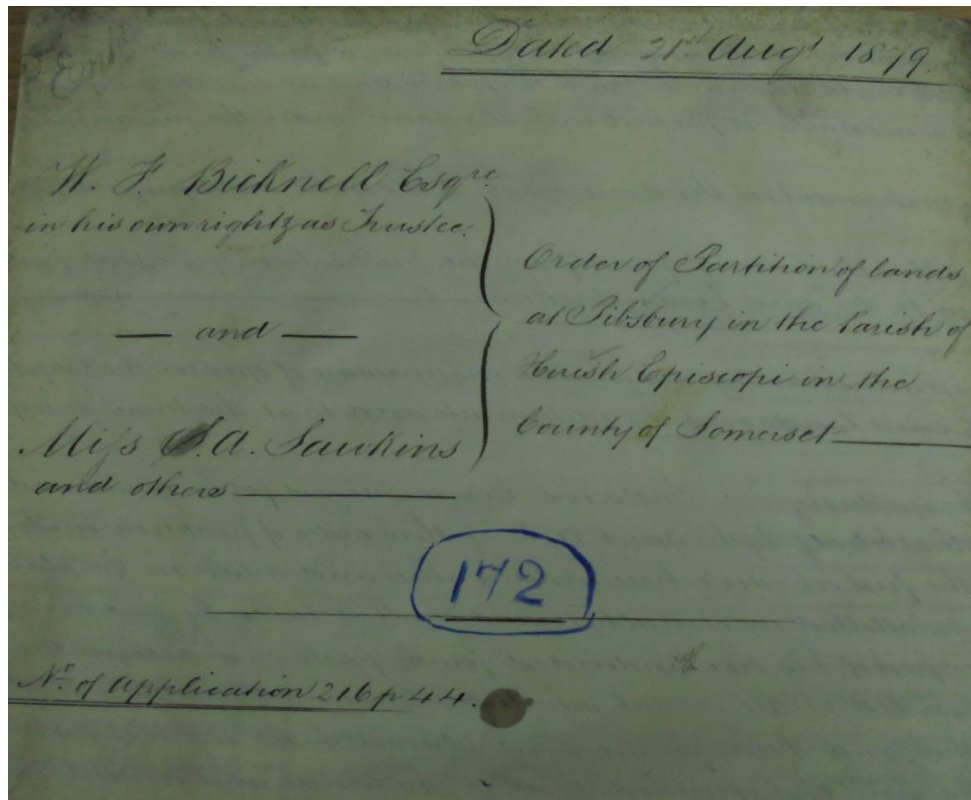 Dated 21st Augt 1879.
W. F. Bicknell Esqre.
in his own right & as Trustee.
and
Miss S. A. Sawkins
and others
Order of Partition of lands
at Pibsbury in the Parish of
Huish Episcopi in the
County of Somerset
172
No. of Application 216 p 44.